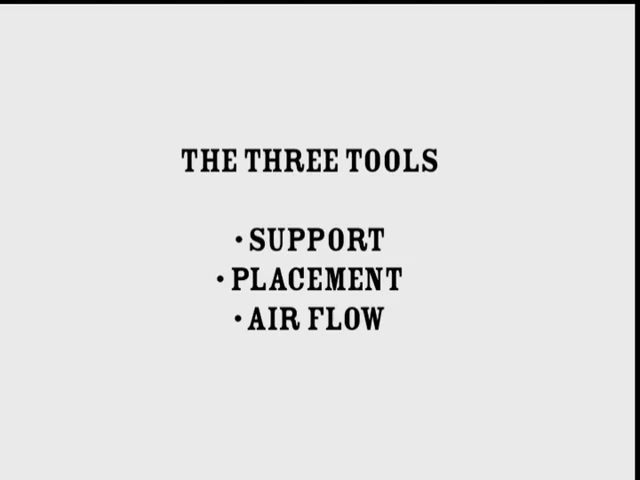 THE THREE TOOLS
• SUPPORT
• PLACEMENT
• AIR FLOW